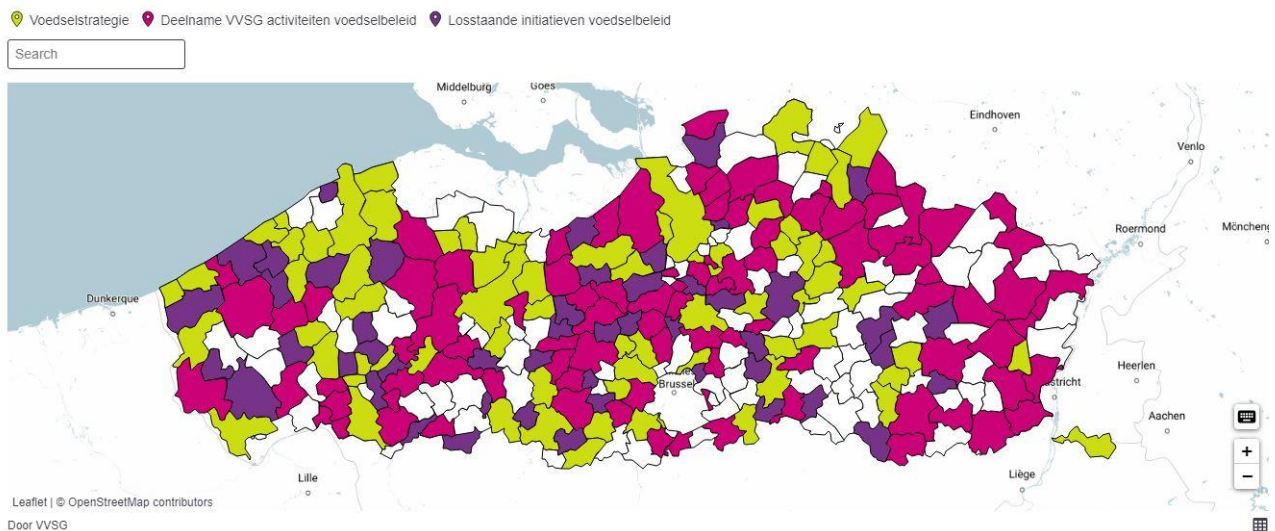 Voedselstrategie Deelname VVSG activiteiten voedselbeleid Losstaande initiatieven voedselbeleid
Search
Middelburg
Goes
Eindhoven
Venlo
Roermond
Dunkerque
Heerlen
Brussel
Aachen
Liège
Lille
+
−
Leaflet | © OpenStreetMap contributors
Door VVSG